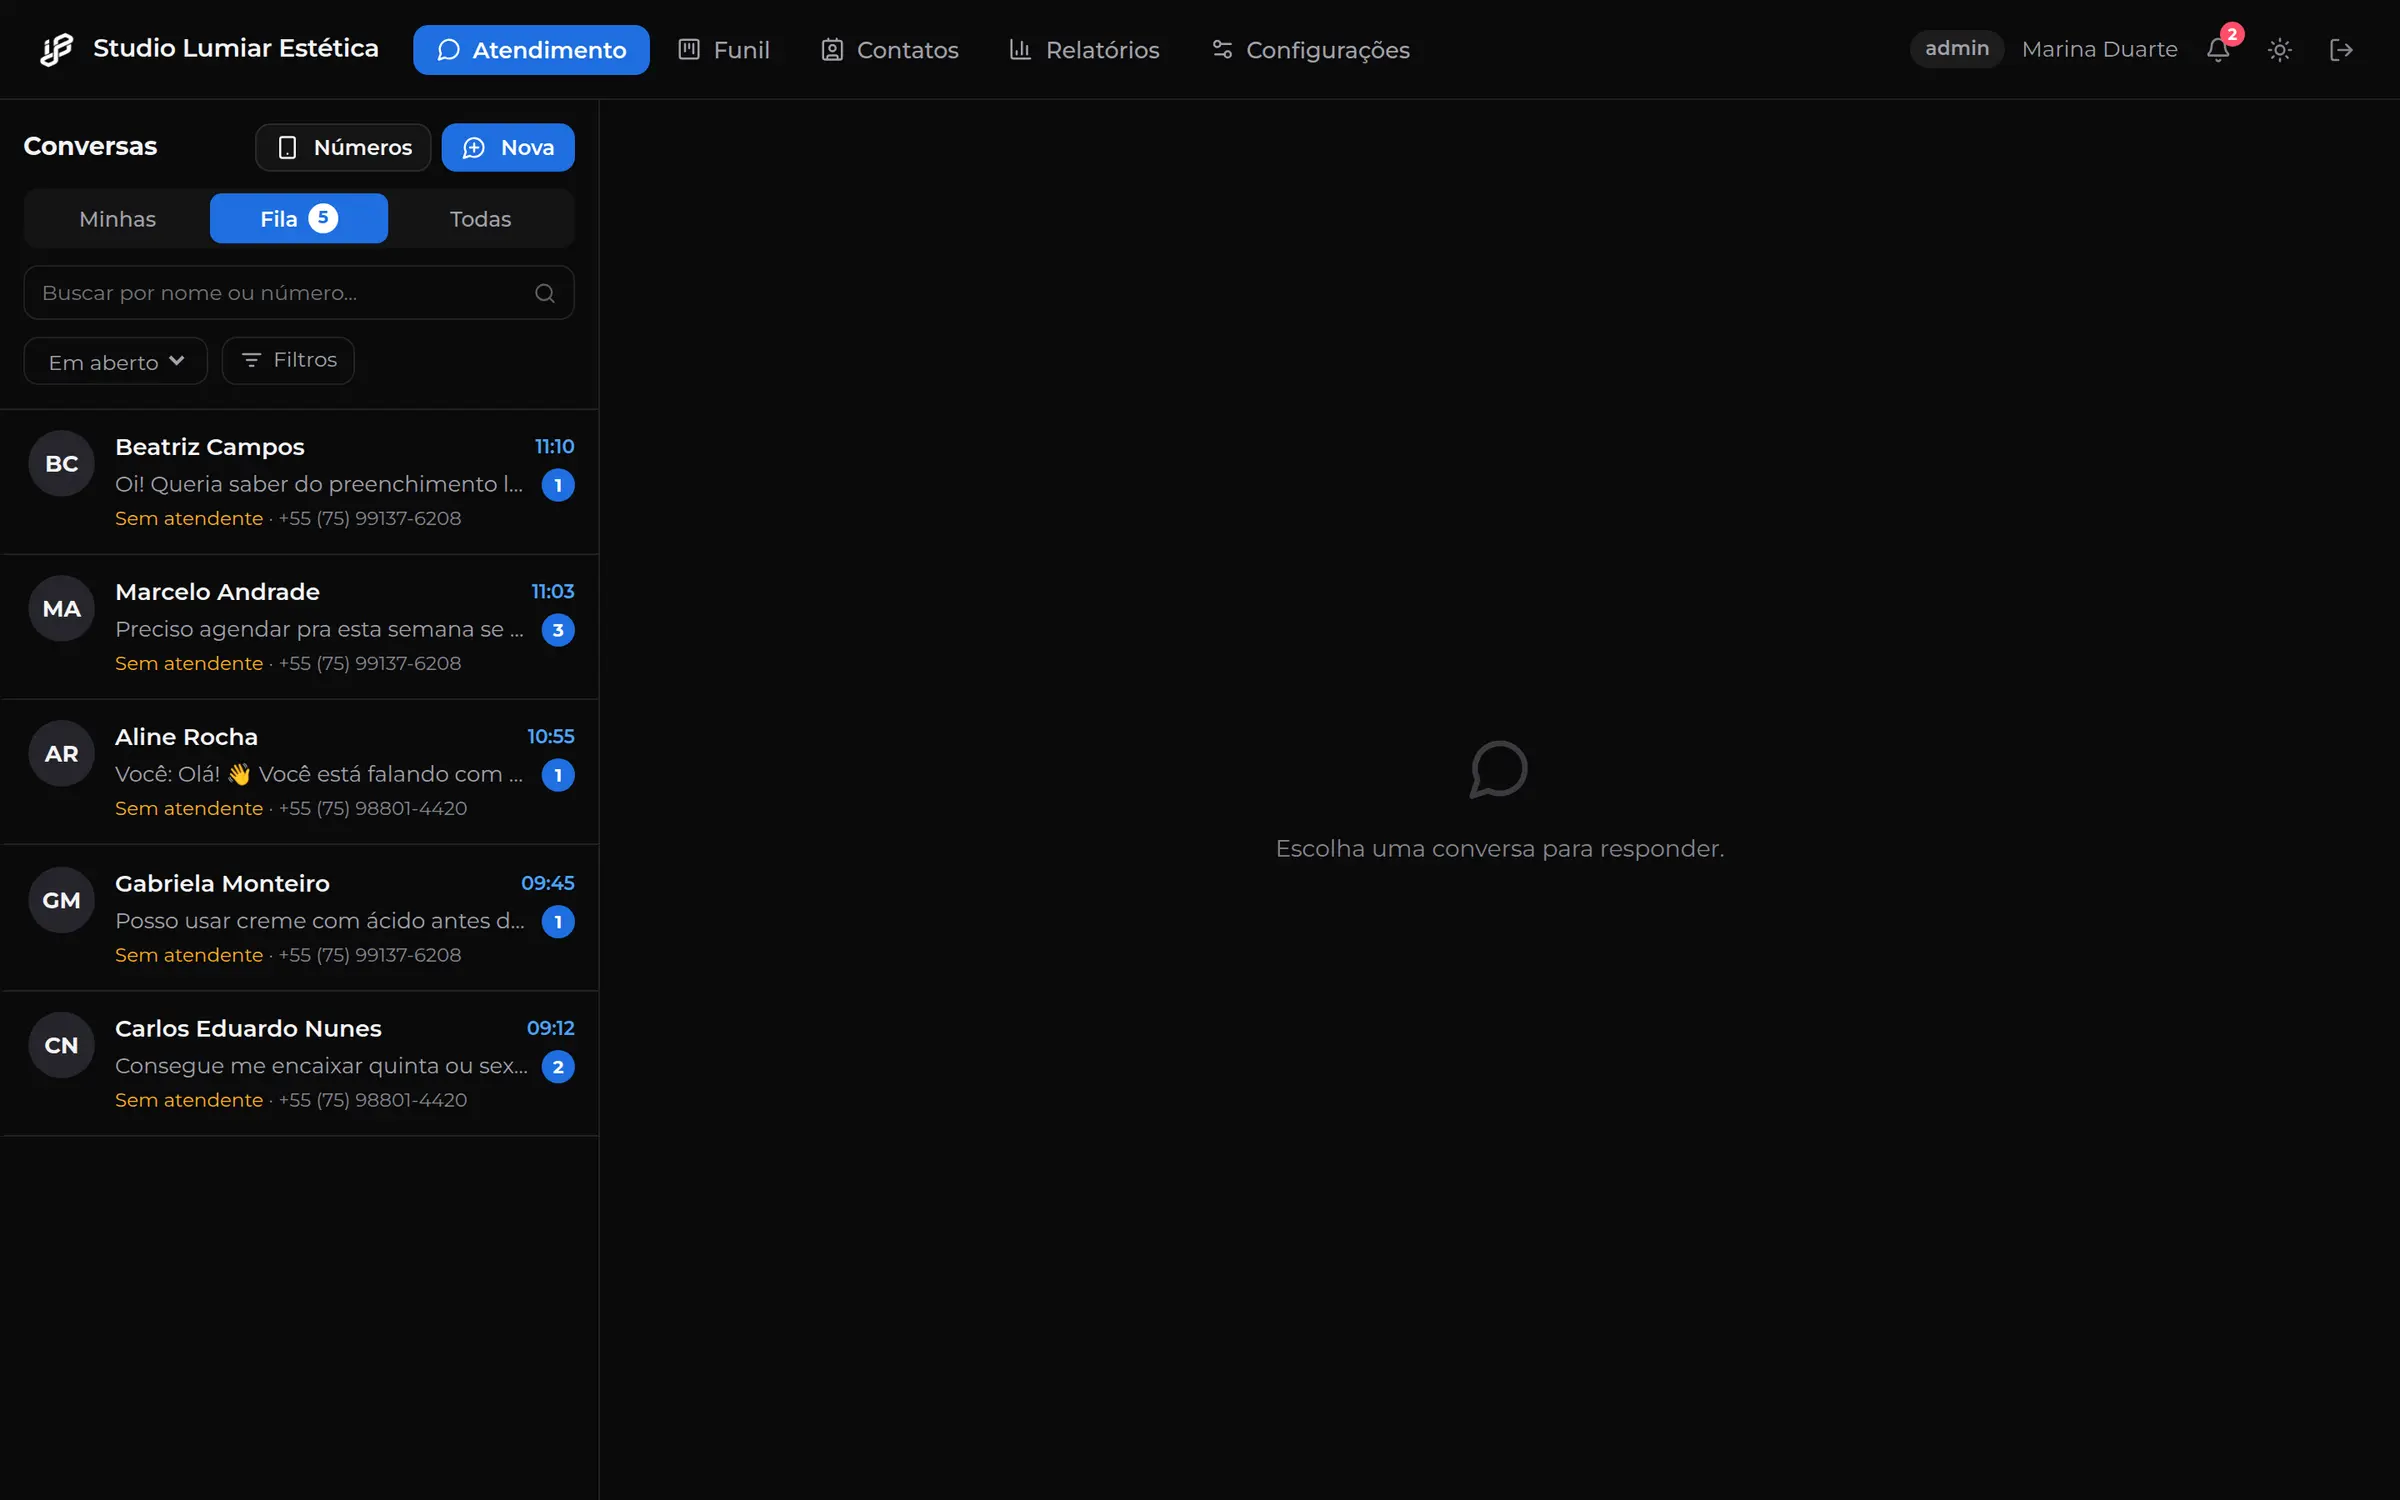 Studio Lumiar Estética
Atendimento
Funil
Contatos
Relatórios
Configurações
admin
Marina Duarte
2
Conversas
Números
Nova
Minhas
Fila 5
Todas
Buscar por nome ou número...
Em aberto
Filtros
Beatriz Campos 11:10
Oi! Queria saber do preenchimento l... 1
Sem atendente · +55 (75) 99137-6208
BC
Marcelo Andrade 11:03
Preciso agendar pra esta semana se ... 3
Sem atendente · +55 (75) 99137-6208
MA
Aline Rocha 10:55
Você: Olá! 👋 Você está falando com ... 1
Sem atendente · +55 (75) 98801-4420
AR
Gabriela Monteiro 09:45
Posso usar creme com ácido antes d... 1
Sem atendente · +55 (75) 99137-6208
GM
Carlos Eduardo Nunes 09:12
Consegue me encaixar quinta ou sex... 2
Sem atendente · +55 (75) 98801-4420
CN
Escolha uma conversa para responder.